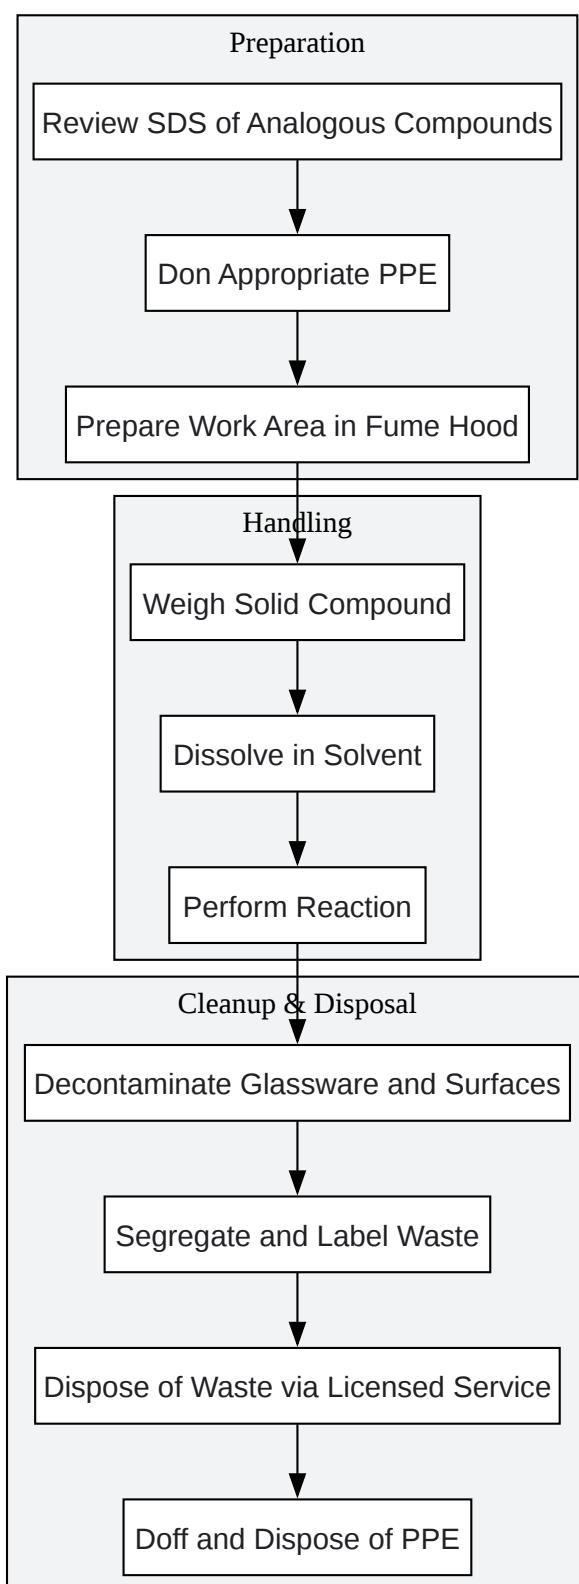 Preparation
Review SDS of Analogous Compounds
Don Appropriate PPE
Prepare Work Area in Fume Hood
Handling
Weigh Solid Compound
Dissolve in Solvent
Perform Reaction
Cleanup & Disposal
Decontaminate Glassware and Surfaces
Segregate and Label Waste
Dispose of Waste via Licensed Service
Doff and Dispose of PPE